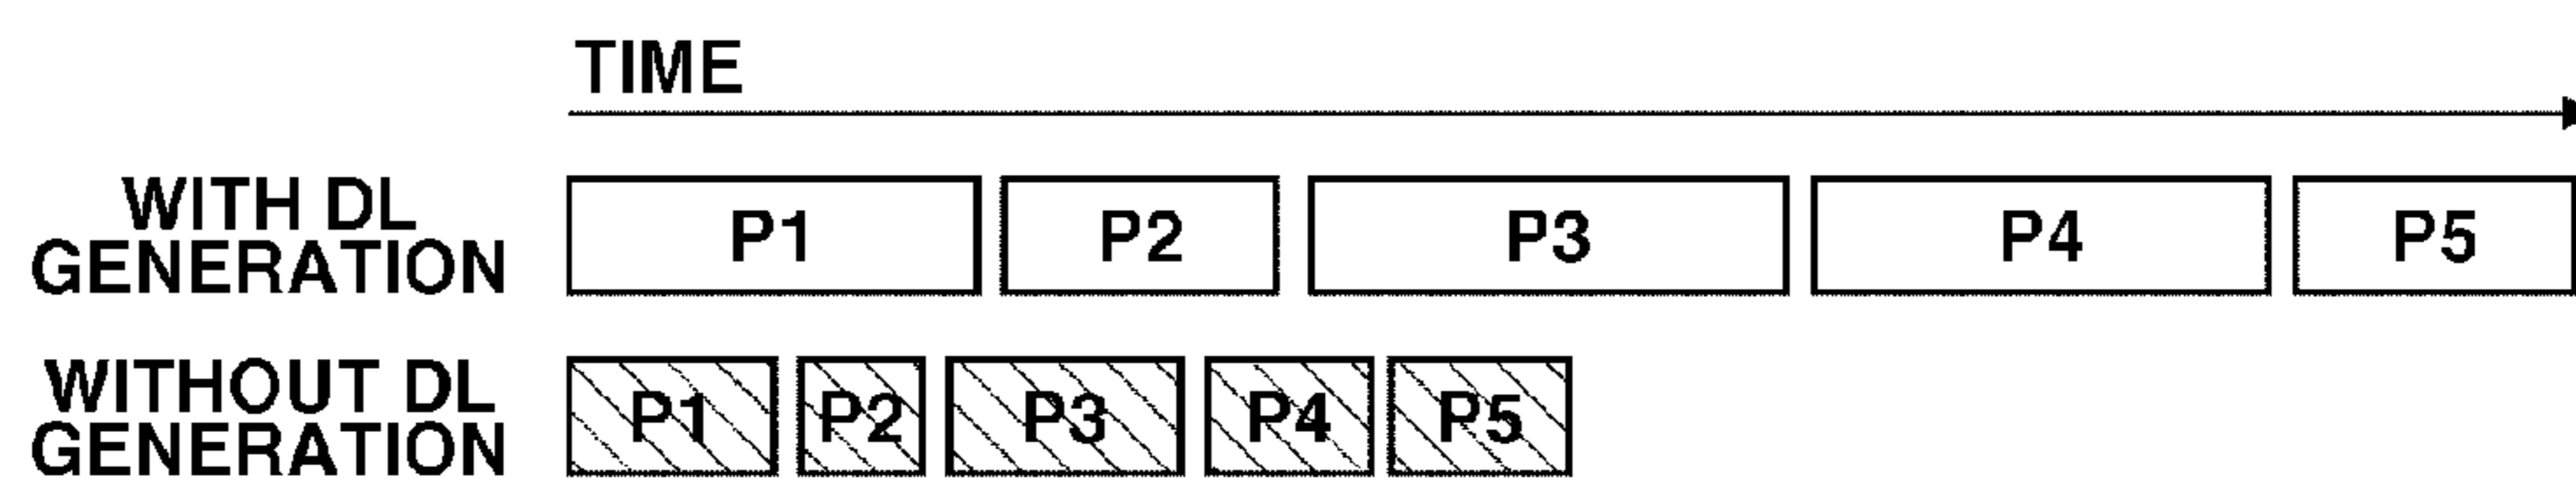 TIME
WITH DL
GENERATION
P1 P2 P3 P4 P5
WITHOUT DL
GENERATION
P1 P2 P3 P4 P5